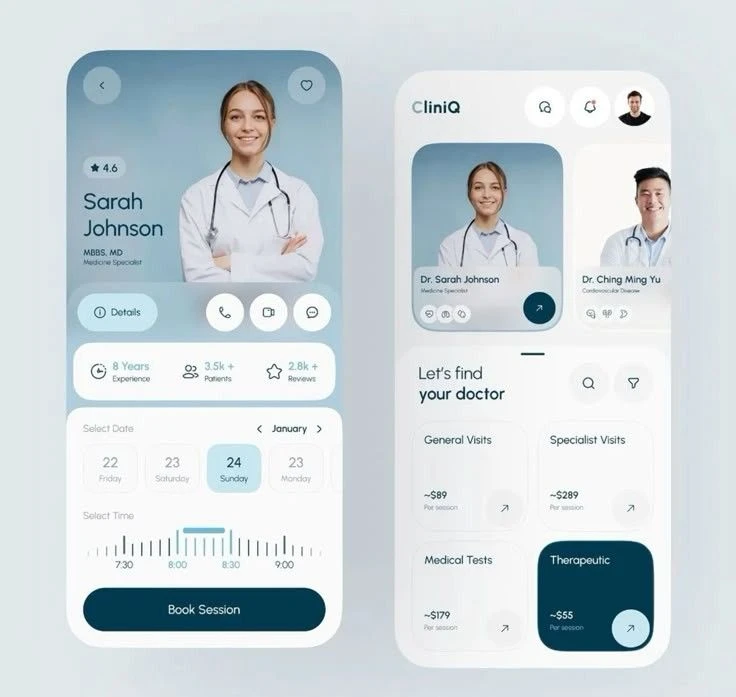 4.6
Sarah
Johnson
MBBS, MD
Medicine Specialist
Details
8 Years
Experience
3.5k +
Patients
2.8k +
Reviews
Select Date
January
22
Friday
23
Saturday
24
Sunday
23
Monday
Select Time
7:30
8:00
8:30
9:00
Book Session
CliniQ
Dr. Sarah Johnson
Medicine Specialist
Dr. Ching Ming Yu
Cardiovascular Disease
Let's find
your doctor
General Visits
~$89
Per session
Specialist Visits
~$289
Per session
Medical Tests
~$179
Per session
Therapeutic
~$55
Per session